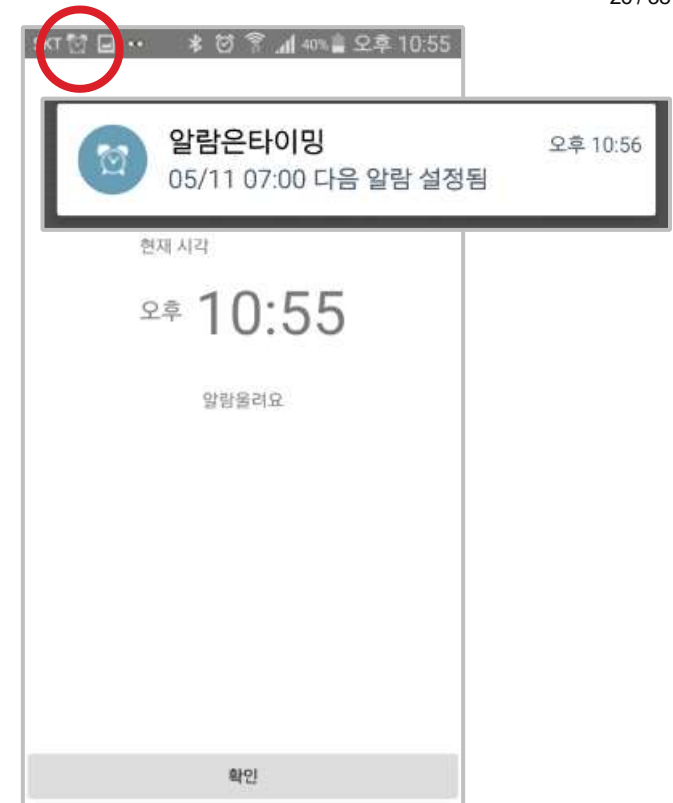 SKT 40% 오후 10:55
알람은타이밍 오후 10:56
05/11 07:00 다음 알람 설정됨
현재 시각
오후 10:55
알람울려요
확인